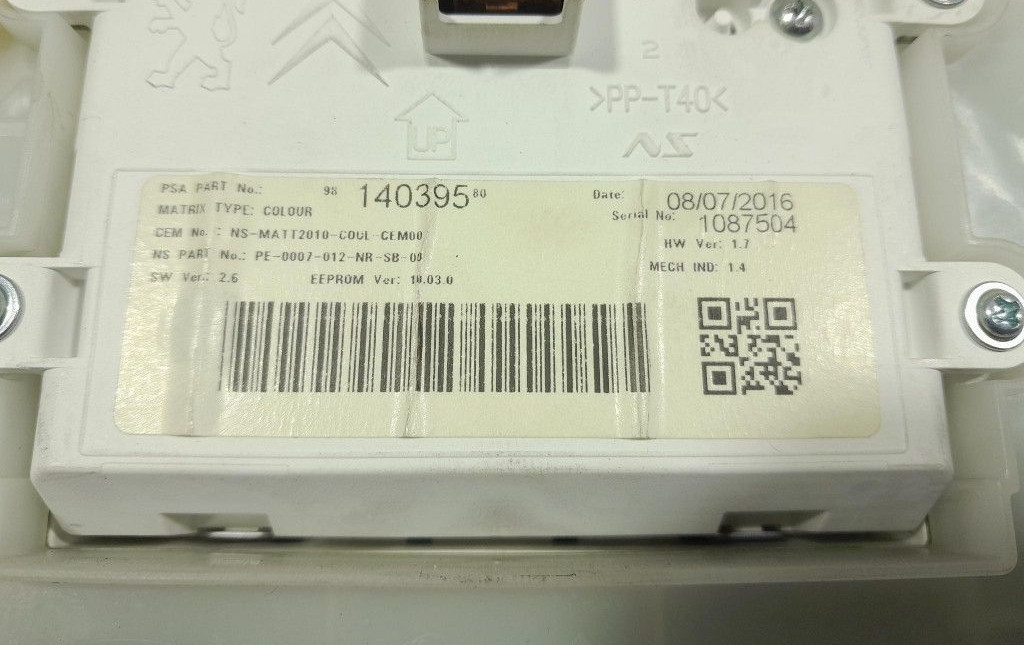 2
>PP-T40<
UP
NS
PSA PART No.: 98 140395 80 Date: 08/07/2016
MATRIX TYPE: COLOUR Serial No: 1087504
CEM No.: NS-MATT2010-COUL-CEM00 HW Ver: 1.7
NS PART No.: PE-0007-012-NR-SB-00 MECH IND: 1.4
SW Ver.: 2.6 EEPROM Ver: 10.03.0